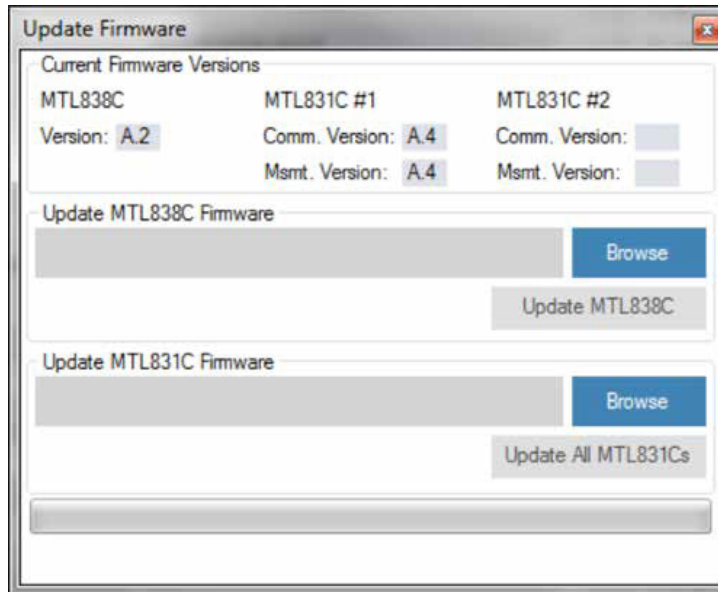 Update Firmware
Current Firmware Versions
MTL838C MTL831C #1 MTL831C #2
Version: A.2 Comm. Version: A.4 Comm. Version:
Msmt. Version: A.4 Msmt. Version:
Update MTL838C Firmware
Browse
Update MTL838C
Update MTL831C Firmware
Browse
Update All MTL831Cs